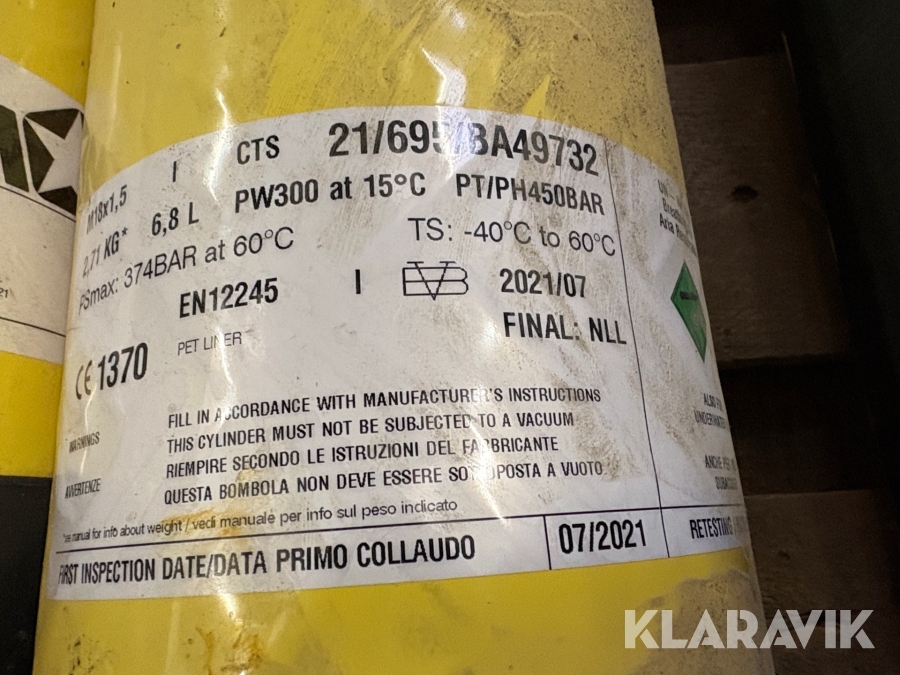 M18x1,5 I CTS 21/695/BA49732
2,71 KG* 6,8 L PW300 at 15°C PT/PH450BAR
PSmax: 374BAR at 60°C TS: -40°C to 60°C
EN12245 I 2021/07
FINAL: NLL
CE 1370 PET LINER
WARNINGS
FILL IN ACCORDANCE WITH MANUFACTURER'S INSTRUCTIONS
THIS CYLINDER MUST NOT BE SUBJECTED TO A VACUUM
AVVERTENZE
RIEMPIRE SECONDO LE ISTRUZIONI DEL FABBRICANTE
QUESTA BOMBOLA NON DEVE ESSERE SOTTOPOSTA A VUOTO
*see manual for info about weight / vedi manuale per info sul peso indicato
FIRST INSPECTION DATE/DATA PRIMO COLLAUDO 07/2021
RETESTING
KLARAVIK